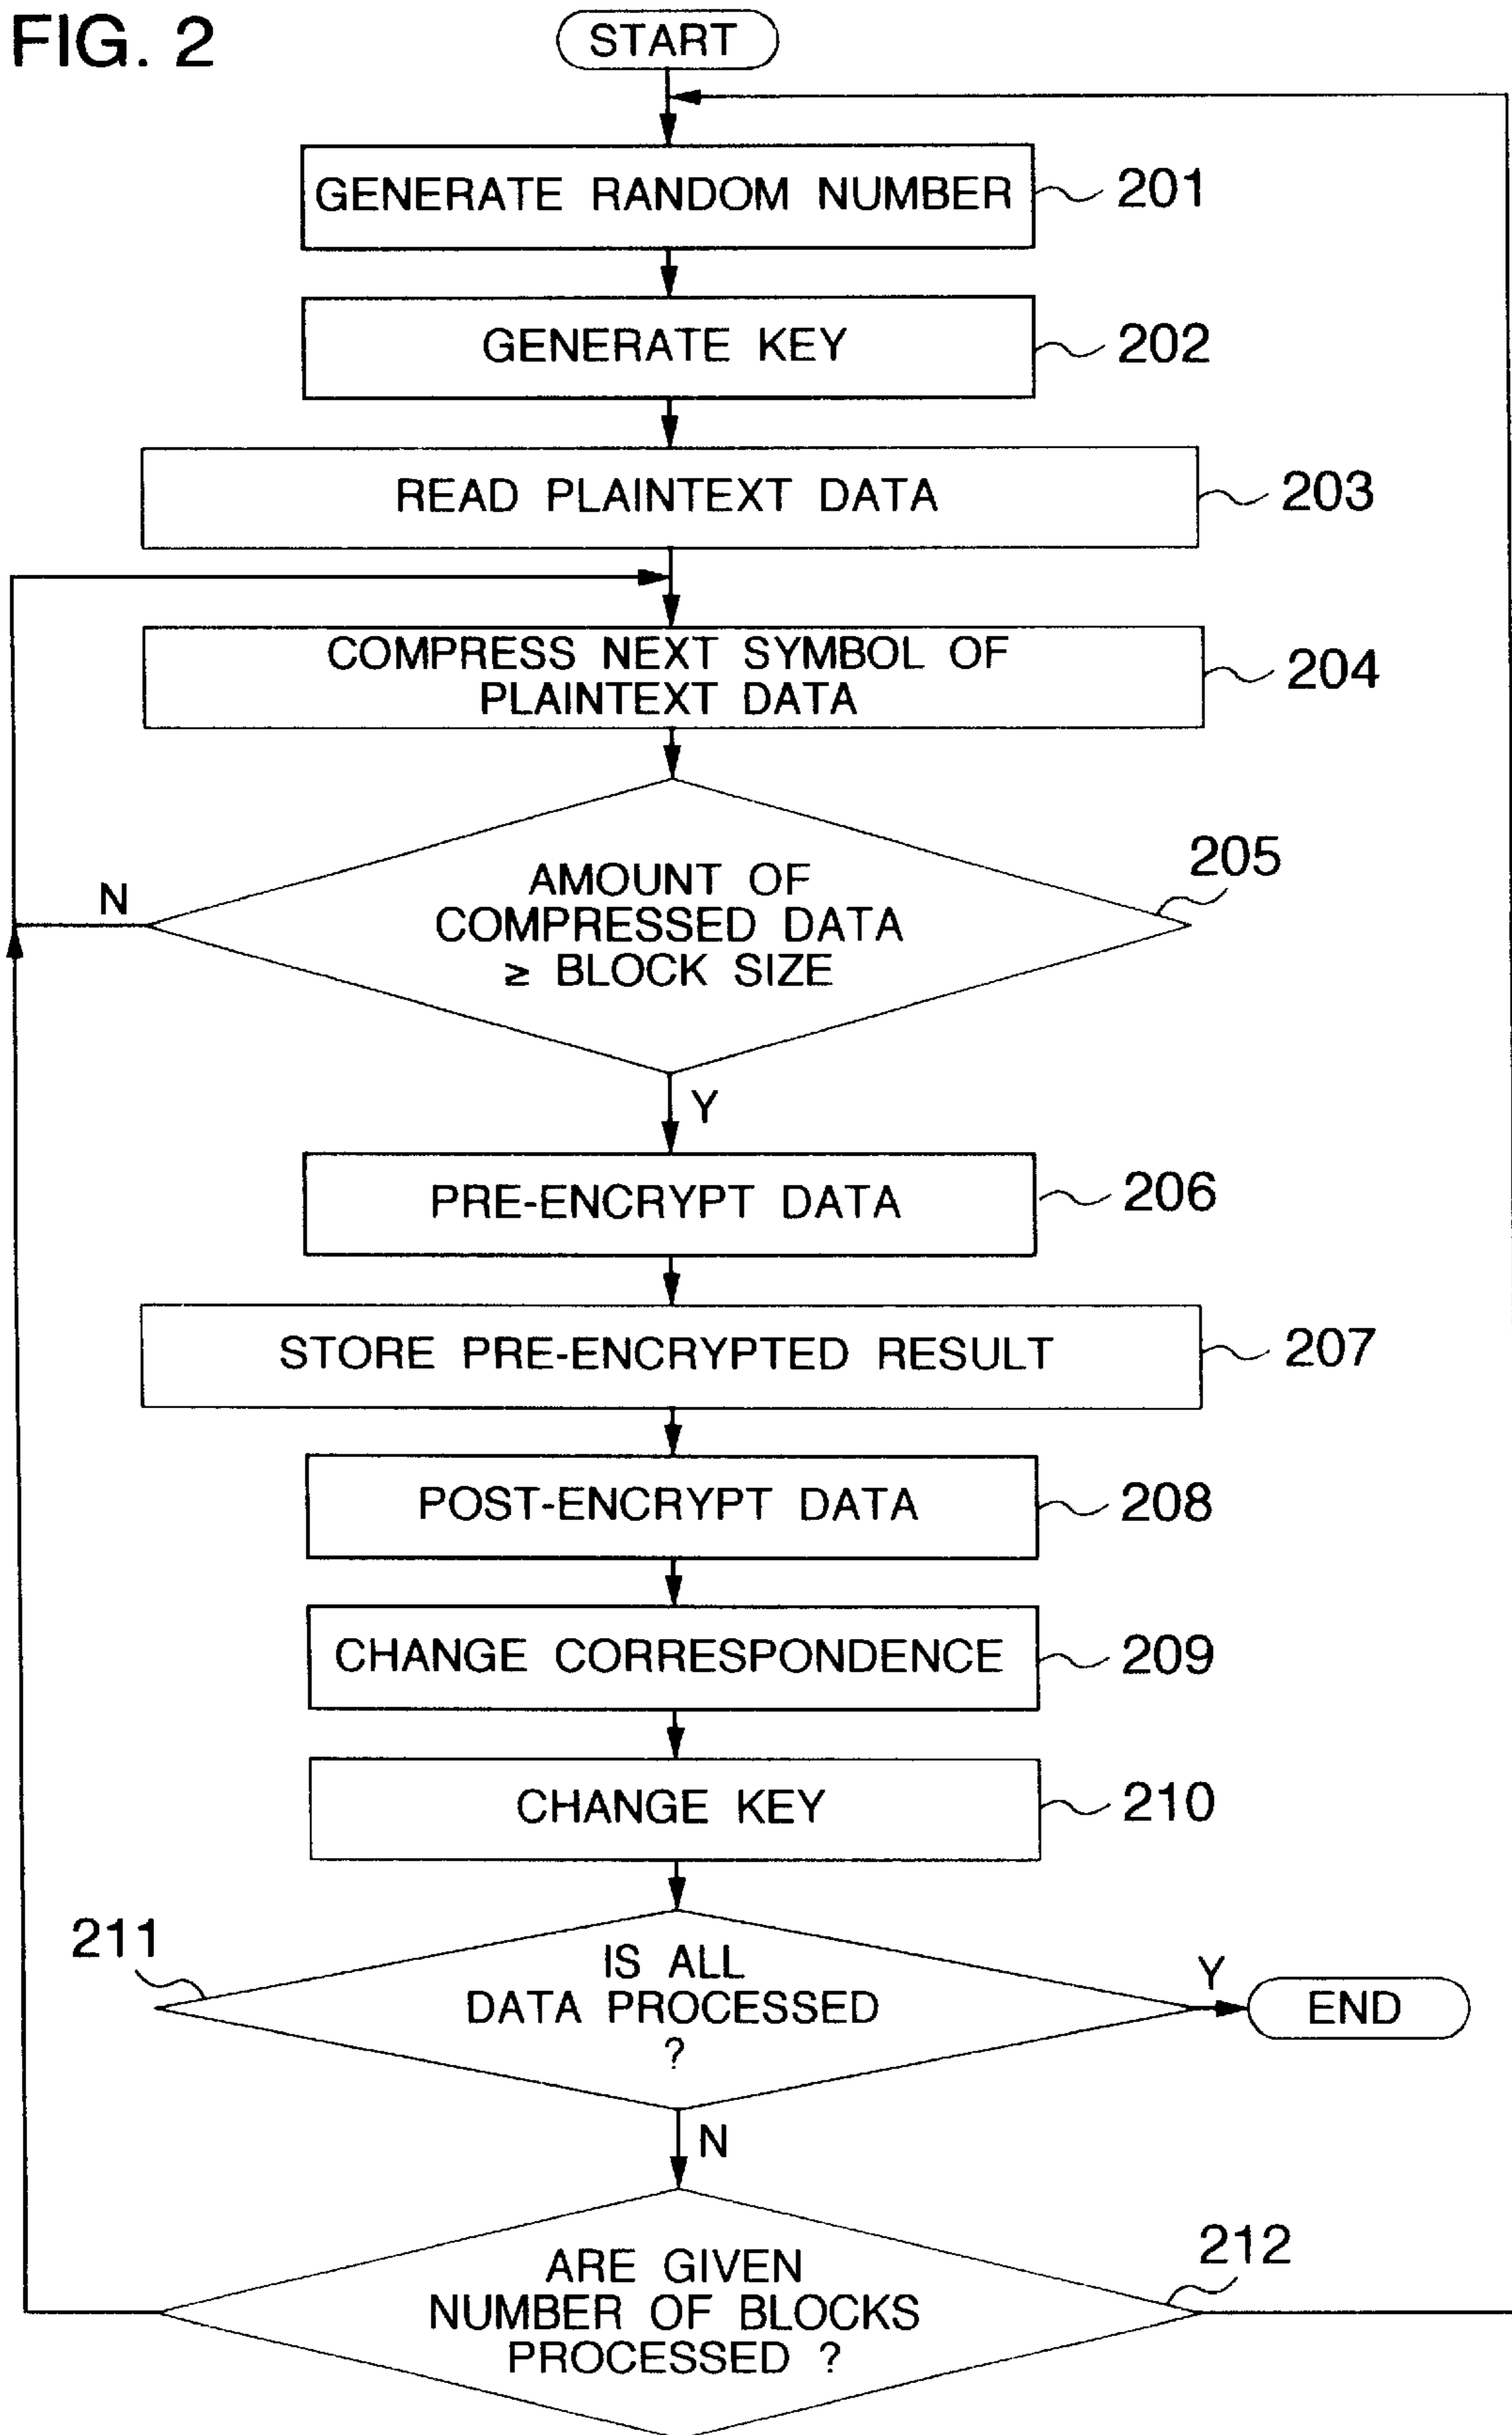 FIG. 2
START
GENERATE RANDOM NUMBER
201
GENERATE KEY
202
READ PLAINTEXT DATA
203
COMPRESS NEXT SYMBOL OF
PLAINTEXT DATA
204
AMOUNT OF
COMPRESSED DATA
≥ BLOCK SIZE
205
N
Y
PRE-ENCRYPT DATA
206
STORE PRE-ENCRYPTED RESULT
207
POST-ENCRYPT DATA
208
CHANGE CORRESPONDENCE
209
CHANGE KEY
210
211
IS ALL
DATA PROCESSED
?
Y
END
N
ARE GIVEN
NUMBER OF BLOCKS
PROCESSED ?
212